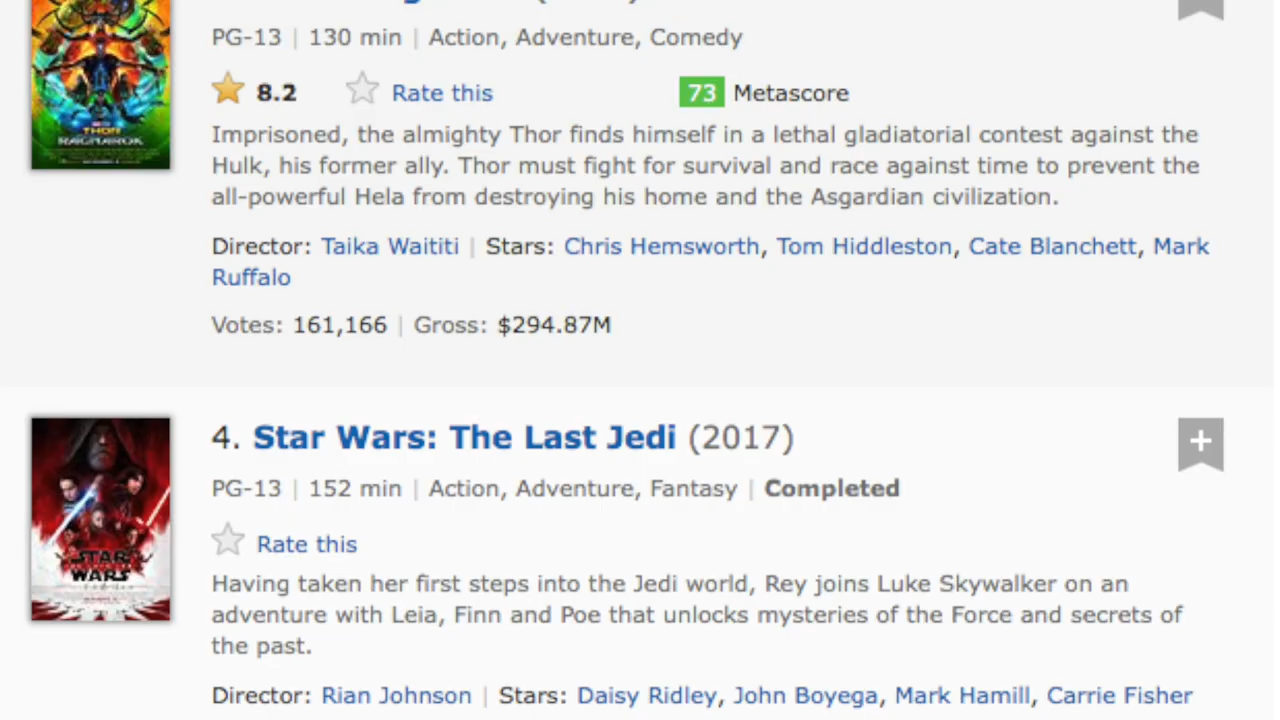 THOR
RAGNAROK
PG-13 | 130 min | Action, Adventure, Comedy
8.2 Rate this 73 Metascore
Imprisoned, the almighty Thor finds himself in a lethal gladiatorial contest against the
Hulk, his former ally. Thor must fight for survival and race against time to prevent the
all-powerful Hela from destroying his home and the Asgardian civilization.
Director: Taika Waititi | Stars: Chris Hemsworth, Tom Hiddleston, Cate Blanchett, Mark
Ruffalo
Votes: 161,166 | Gross: $294.87M
STAR
WARS
4. Star Wars: The Last Jedi (2017)
PG-13 | 152 min | Action, Adventure, Fantasy | Completed
Rate this
Having taken her first steps into the Jedi world, Rey joins Luke Skywalker on an
adventure with Leia, Finn and Poe that unlocks mysteries of the Force and secrets of
the past.
Director: Rian Johnson | Stars: Daisy Ridley, John Boyega, Mark Hamill, Carrie Fisher